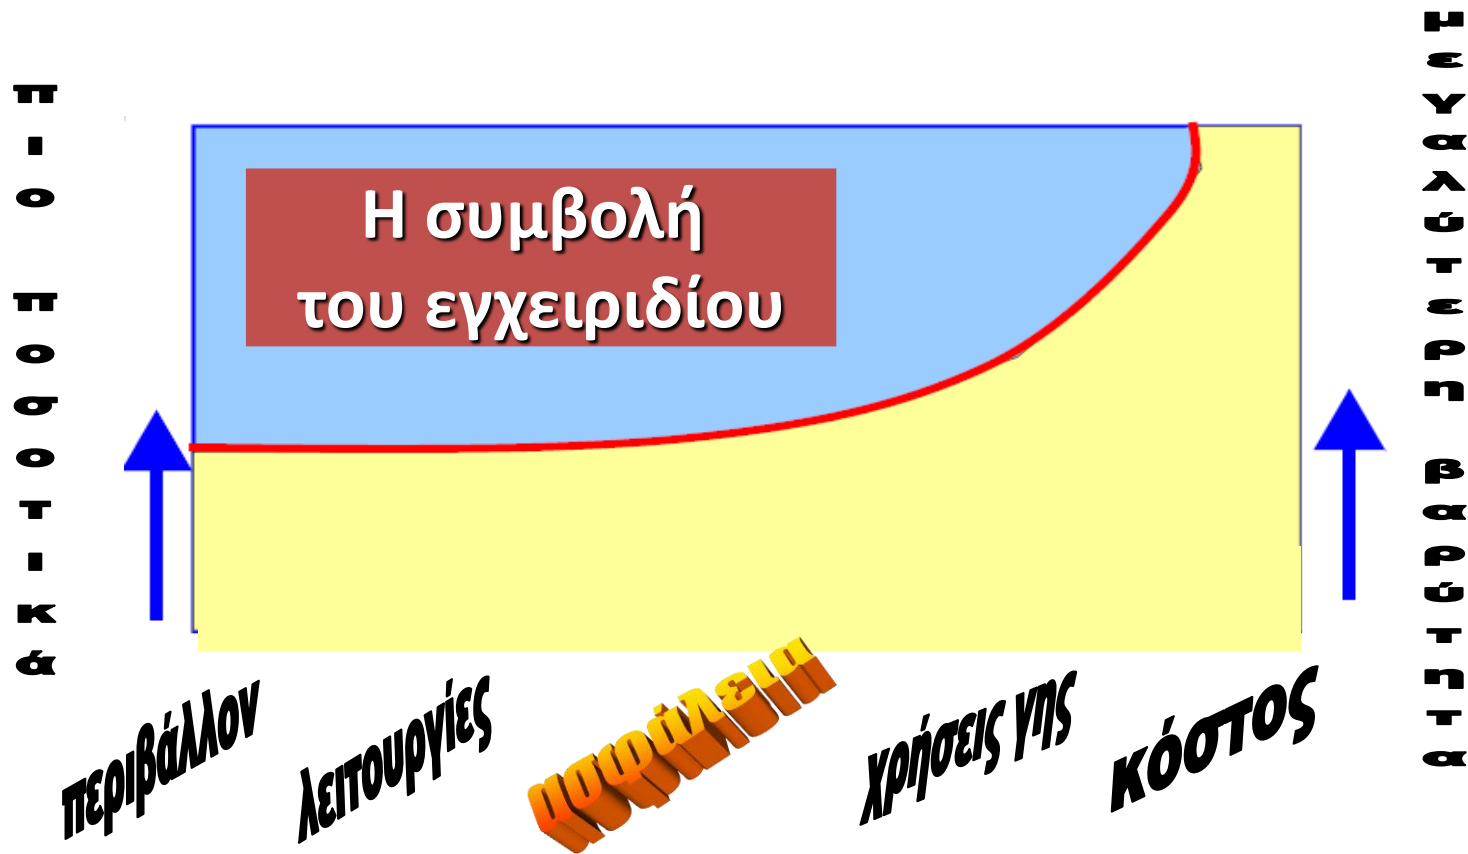 πιο ποσοτικά
Η συμβολή
του εγχειριδίου
μεγαλύτερη βαρύτητα
περιβάλλον
λειτουργίες
ασφάλεια
χρήσεις γης
κόστος